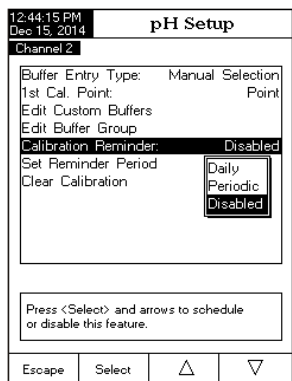 12:44:15 PM
Dec 15, 2014
pH Setup
Channel 2
Buffer Entry Type: Manual Selection
1st Cal. Point: Point
Edit Custom Buffers
Edit Buffer Group
Calibration Reminder: Disabled
Set Reminder Period
Clear Calibration
Daily
Periodic
Disabled
Press <Select> and arrows to schedule
or disable this feature.
Escape Select